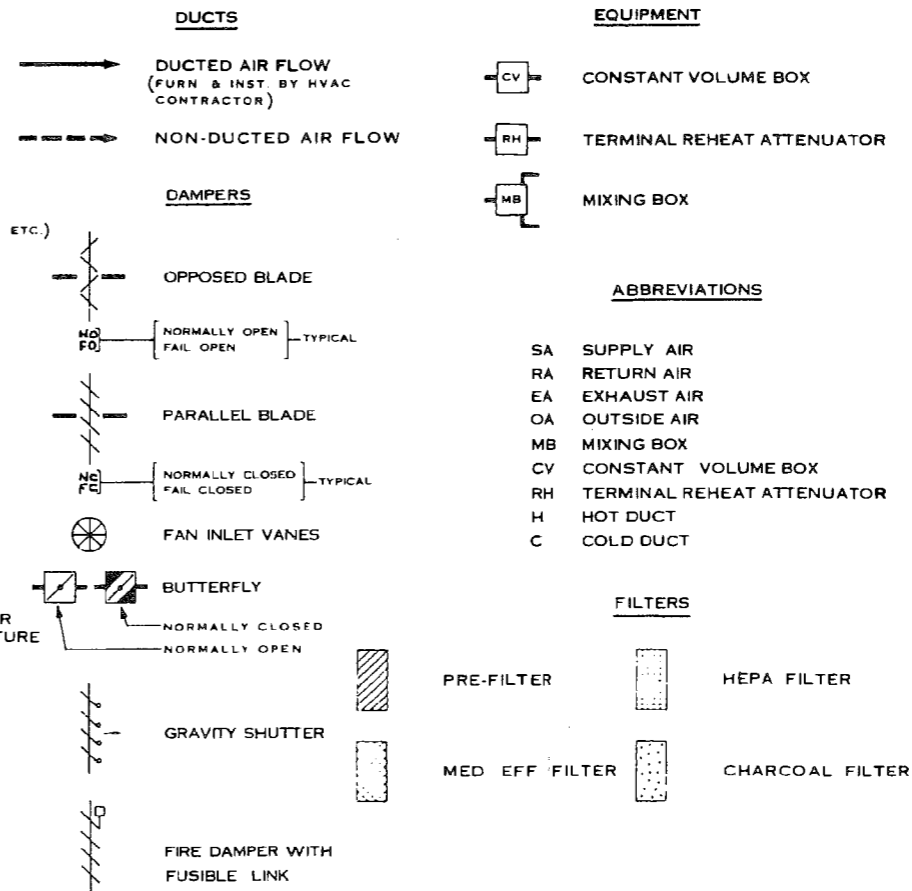 DUCTS
DUCTED AIR FLOW
(FURN & INST. BY HVAC
CONTRACTOR)
NON-DUCTED AIR FLOW
DAMPERS
ETC.)
OPPOSED BLADE
NO
FO
NORMALLY OPEN
FAIL OPEN
TYPICAL
PARALLEL BLADE
NC
FC
NORMALLY CLOSED
FAIL CLOSED
TYPICAL
FAN INLET VANES
BUTTERFLY
NORMALLY CLOSED
NORMALLY OPEN
R
TURE
GRAVITY SHUTTER
FIRE DAMPER WITH
FUSIBLE LINK
EQUIPMENT
CV CONSTANT VOLUME BOX
RH TERMINAL REHEAT ATTENUATOR
MB MIXING BOX
ABBREVIATIONS
SA SUPPLY AIR
RA RETURN AIR
EA EXHAUST AIR
OA OUTSIDE AIR
MB MIXING BOX
CV CONSTANT VOLUME BOX
RH TERMINAL REHEAT ATTENUATOR
H HOT DUCT
C COLD DUCT
FILTERS
PRE-FILTER
HEPA FILTER
MED EFF FILTER
CHARCOAL FILTER